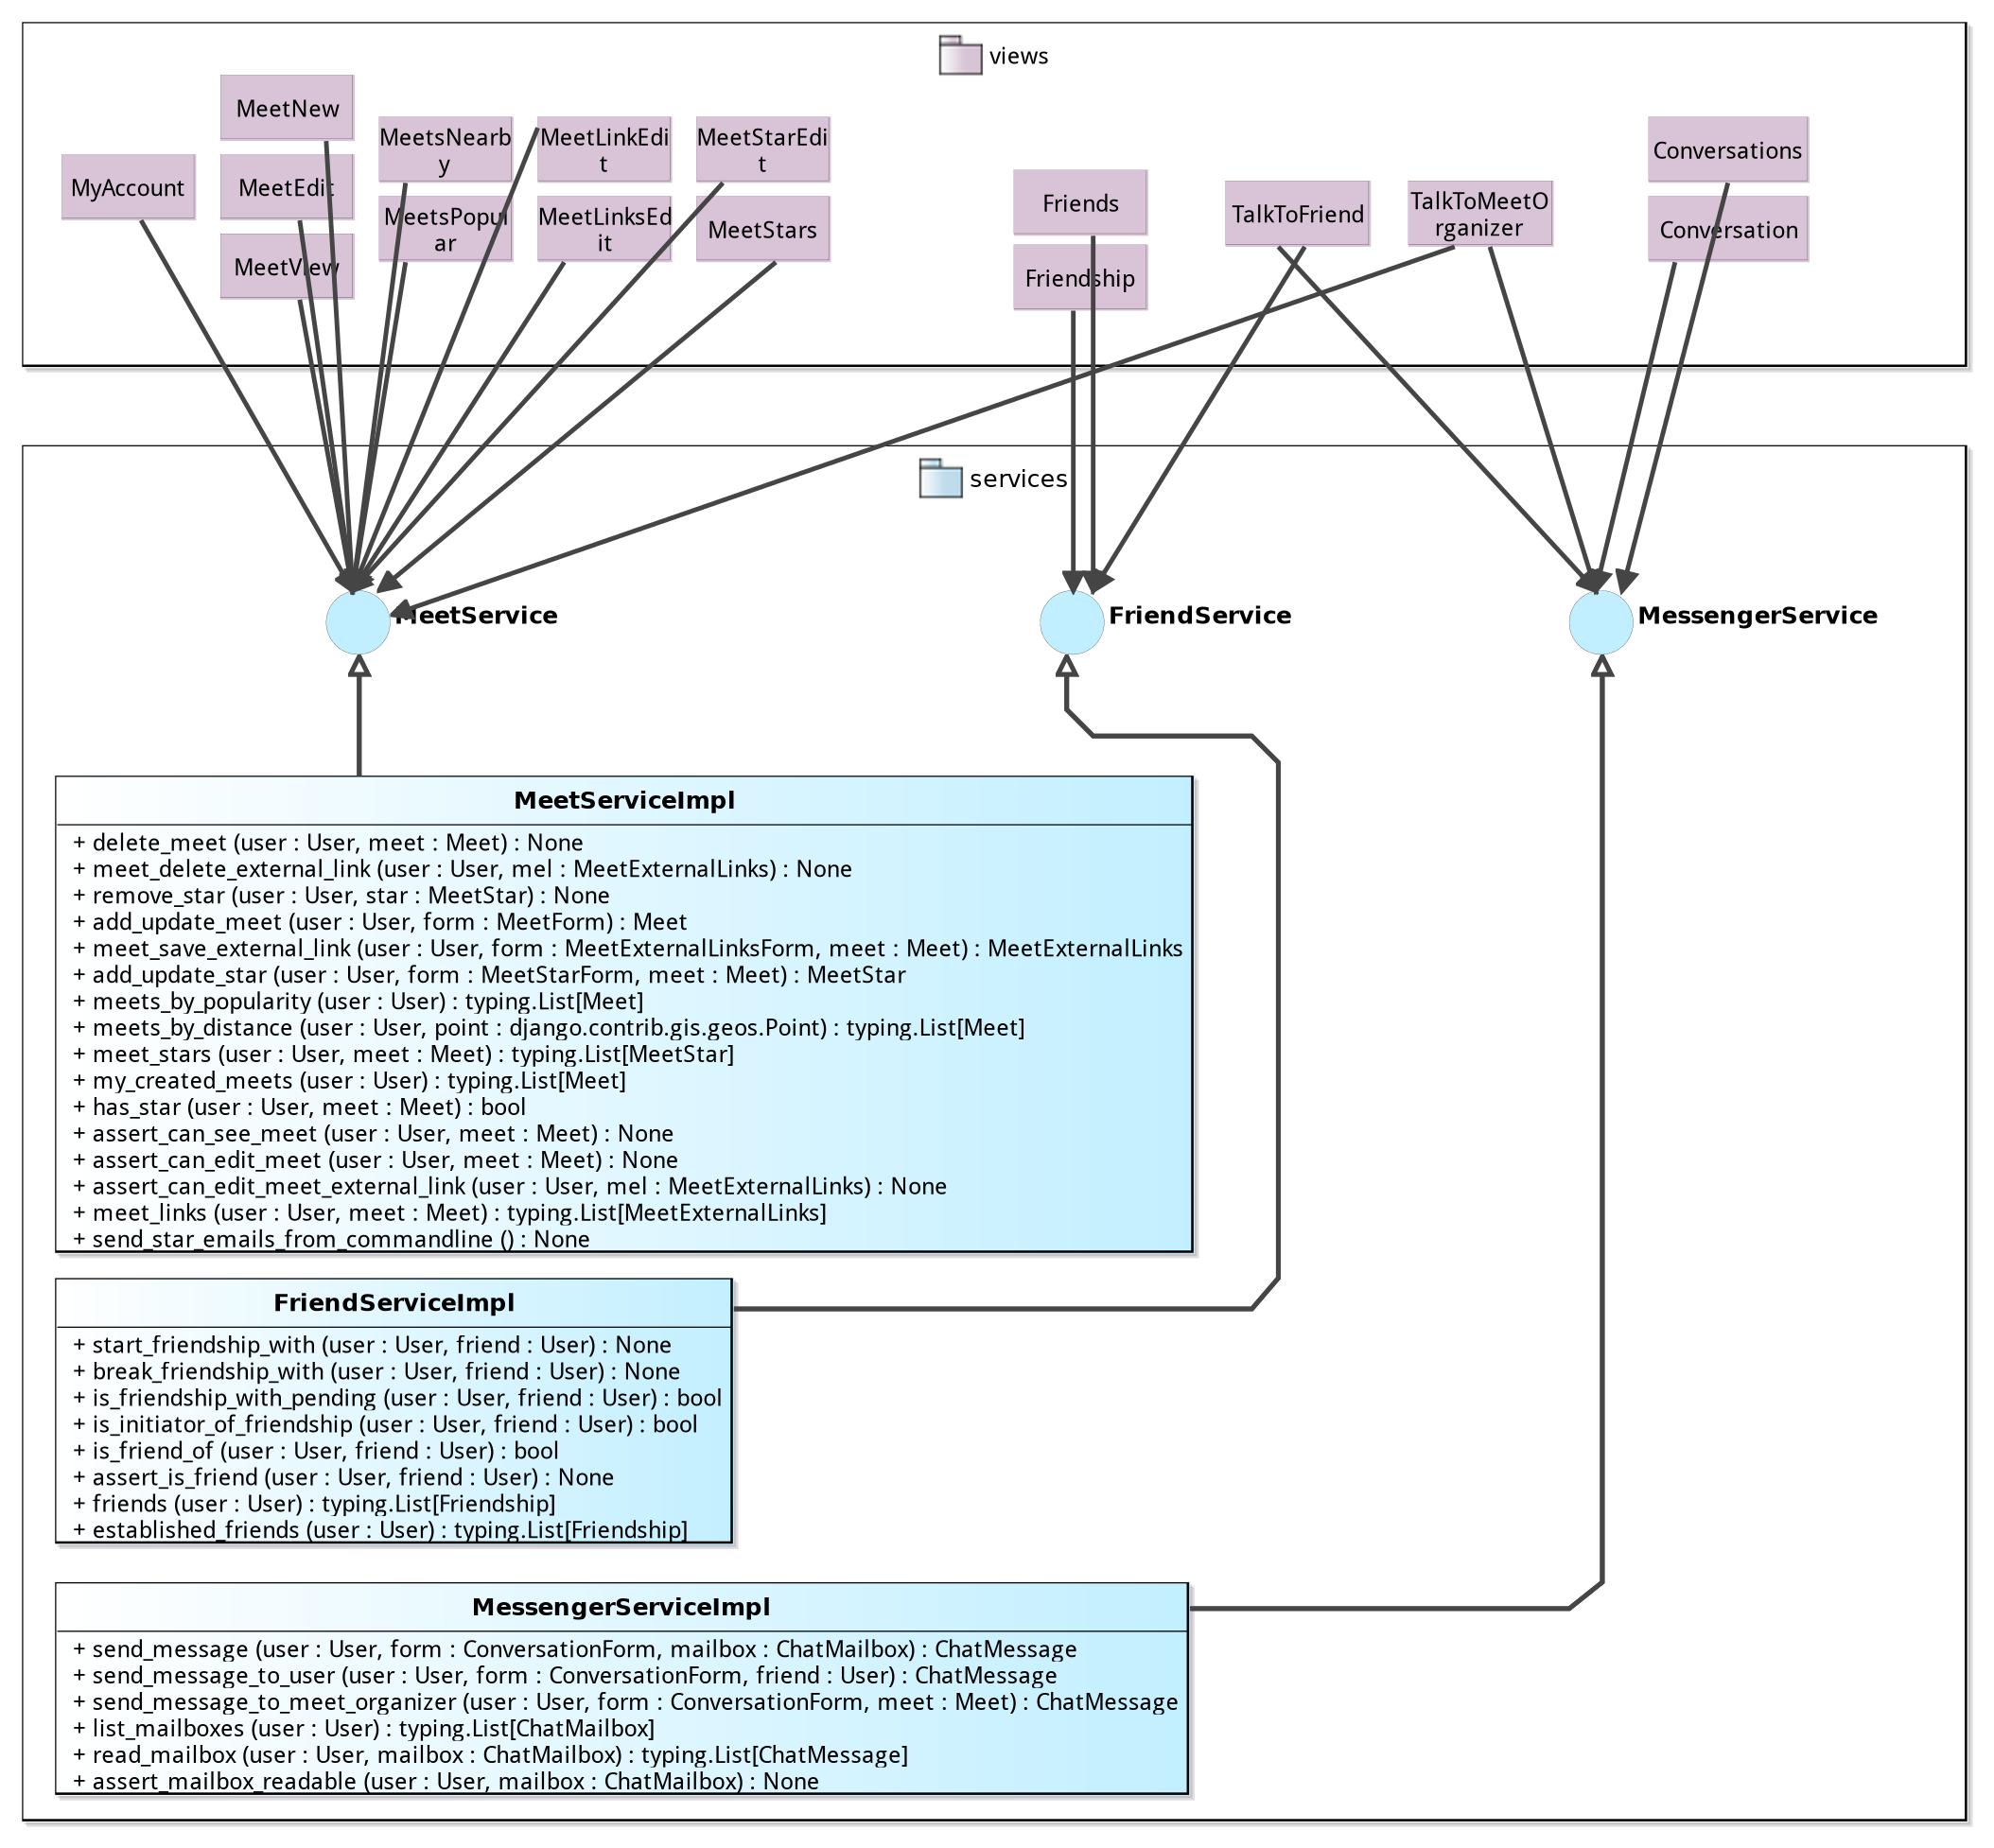 views
MeetNew
MyAccount
MeetEdit
MeetView
MeetsNearb
y
MeetsPopul
ar
MeetLinkEdi
t
MeetLinksEd
it
MeetStarEdi
t
MeetStars
Friends
Friendship
TalkToFriend
TalkToMeetO
rganizer
Conversations
Conversation
services
MeetService
FriendService
MessengerService
MeetServiceImpl
+ delete_meet (user : User, meet : Meet) : None
+ meet_delete_external_link (user : User, mel : MeetExternalLinks) : None
+ remove_star (user : User, star : MeetStar) : None
+ add_update_meet (user : User, form : MeetForm) : Meet
+ meet_save_external_link (user : User, form : MeetExternalLinksForm, meet : Meet) : MeetExternalLinks
+ add_update_star (user : User, form : MeetStarForm, meet : Meet) : MeetStar
+ meets_by_popularity (user : User) : typing.List[Meet]
+ meets_by_distance (user : User, point : django.contrib.gis.geos.Point) : typing.List[Meet]
+ meet_stars (user : User, meet : Meet) : typing.List[MeetStar]
+ my_created_meets (user : User) : typing.List[Meet]
+ has_star (user : User, meet : Meet) : bool
+ assert_can_see_meet (user : User, meet : Meet) : None
+ assert_can_edit_meet (user : User, meet : Meet) : None
+ assert_can_edit_meet_external_link (user : User, mel : MeetExternalLinks) : None
+ meet_links (user : User, meet : Meet) : typing.List[MeetExternalLinks]
+ send_star_emails_from_commandline () : None
FriendServiceImpl
+ start_friendship_with (user : User, friend : User) : None
+ break_friendship_with (user : User, friend : User) : None
+ is_friendship_with_pending (user : User, friend : User) : bool
+ is_initiator_of_friendship (user : User, friend : User) : bool
+ is_friend_of (user : User, friend : User) : bool
+ assert_is_friend (user : User, friend : User) : None
+ friends (user : User) : typing.List[Friendship]
+ established_friends (user : User) : typing.List[Friendship]
MessengerServiceImpl
+ send_message (user : User, form : ConversationForm, mailbox : ChatMailbox) : ChatMessage
+ send_message_to_user (user : User, form : ConversationForm, friend : User) : ChatMessage
+ send_message_to_meet_organizer (user : User, form : ConversationForm, meet : Meet) : ChatMessage
+ list_mailboxes (user : User) : typing.List[ChatMailbox]
+ read_mailbox (user : User, mailbox : ChatMailbox) : typing.List[ChatMessage]
+ assert_mailbox_readable (user : User, mailbox : ChatMailbox) : None